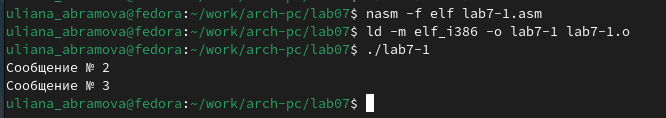 uliana_abramova@fedora:~/work/arch-pc/lab07$ nasm -f elf lab7-1.asm
uliana_abramova@fedora:~/work/arch-pc/lab07$ ld -m elf_i386 -o lab7-1 lab7-1.o
uliana_abramova@fedora:~/work/arch-pc/lab07$ ./lab7-1
Сообщение № 2
Сообщение № 3
uliana_abramova@fedora:~/work/arch-pc/lab07$